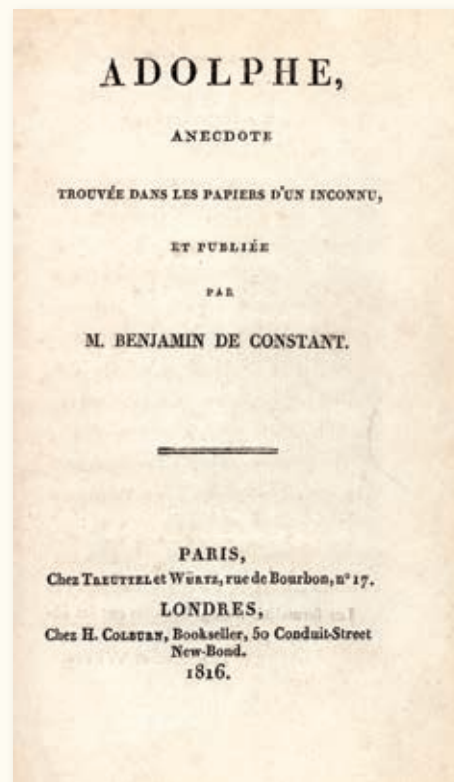 ADOLPHE,
ANECDOTE
TROUVÉE DANS LES PAPIERS D'UN INCONNU,
ET PUBLIÉE
PAR
M. BENJAMIN DE CONSTANT.
PARIS,
Chez TREUTTEL et WÜRTZ, rue de Bourbon, n° 17.
LONDRES,
Chez H. COLBURN, Bookseller, 50 Conduit-Street
New-Bond.
1816.